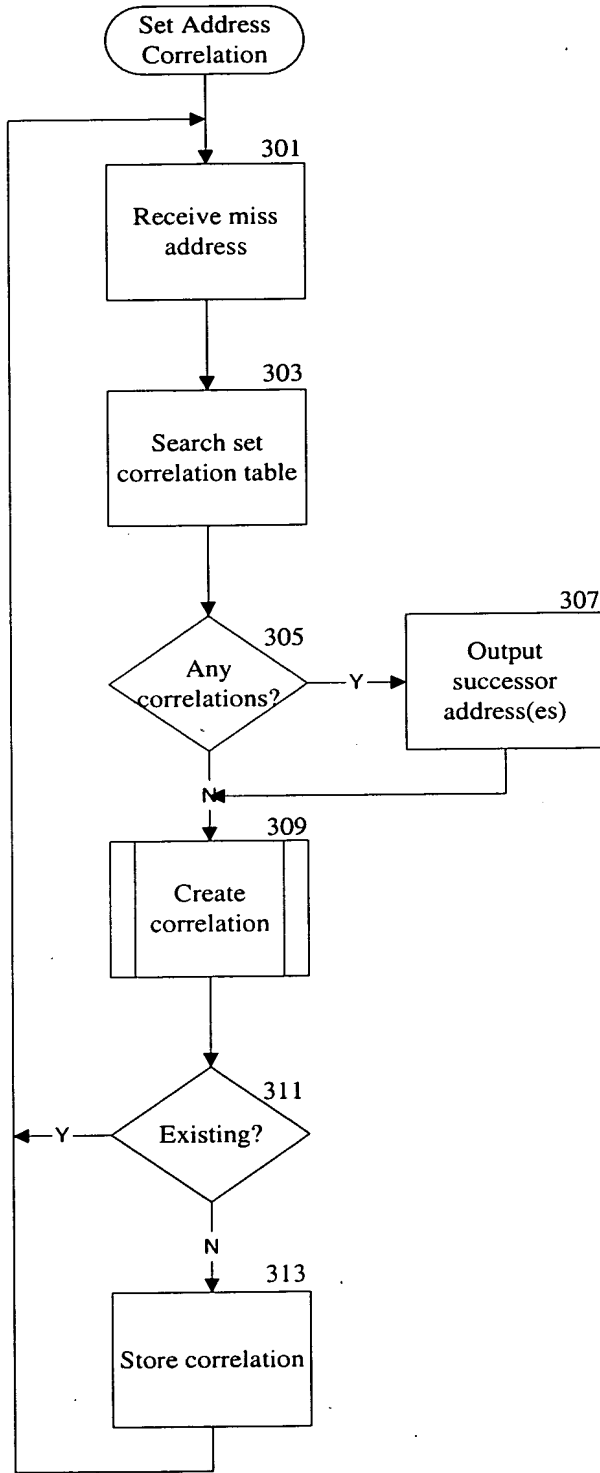 Set Address
Correlation
301
Receive miss
address
303
Search set
correlation table
305
Any
correlations?
Y
307
Output
successor
address(es)
N
309
Create
correlation
311
Existing?
Y
N
313
Store correlation